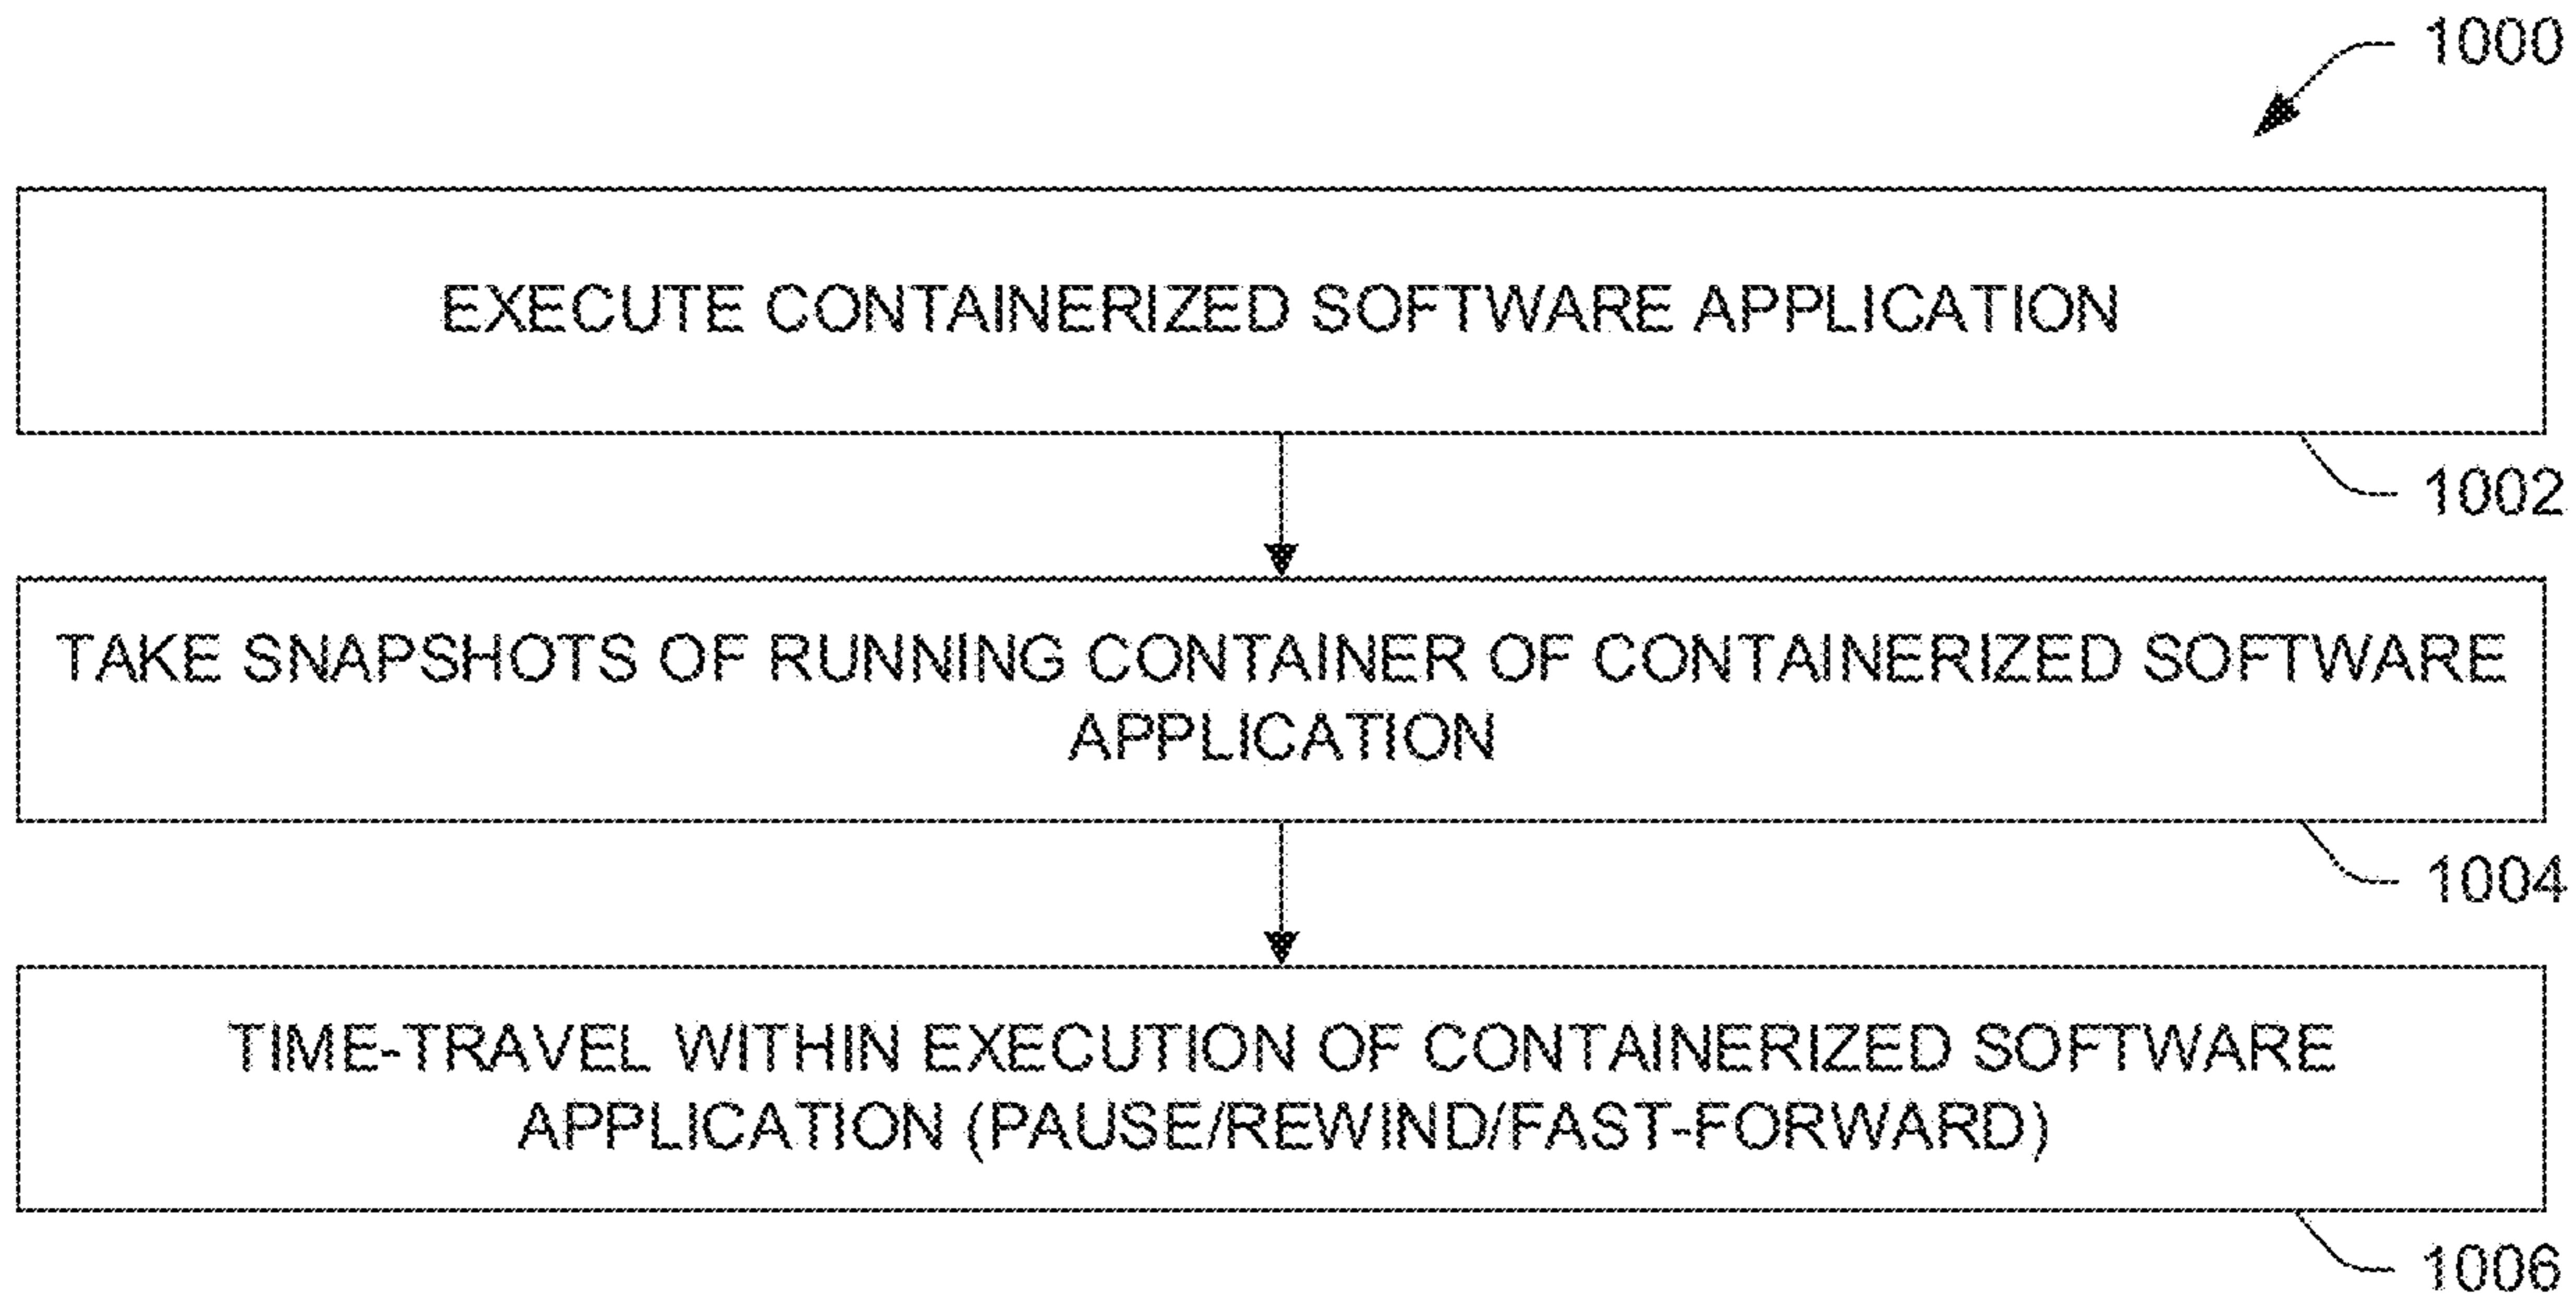 1000
EXECUTE CONTAINERIZED SOFTWARE APPLICATION
1002
TAKE SNAPSHOTS OF RUNNING CONTAINER OF CONTAINERIZED SOFTWARE
APPLICATION
1004
TIME-TRAVEL WITHIN EXECUTION OF CONTAINERIZED SOFTWARE
APPLICATION (PAUSE/REWIND/FAST-FORWARD)
1006